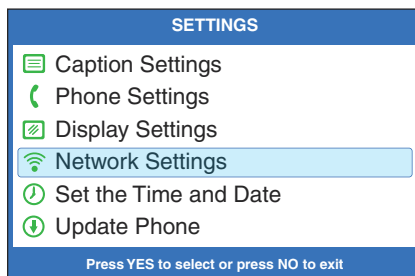 SETTINGS
Caption Settings
Phone Settings
Display Settings
Network Settings
Set the Time and Date
Update Phone
Press YES to select or press NO to exit